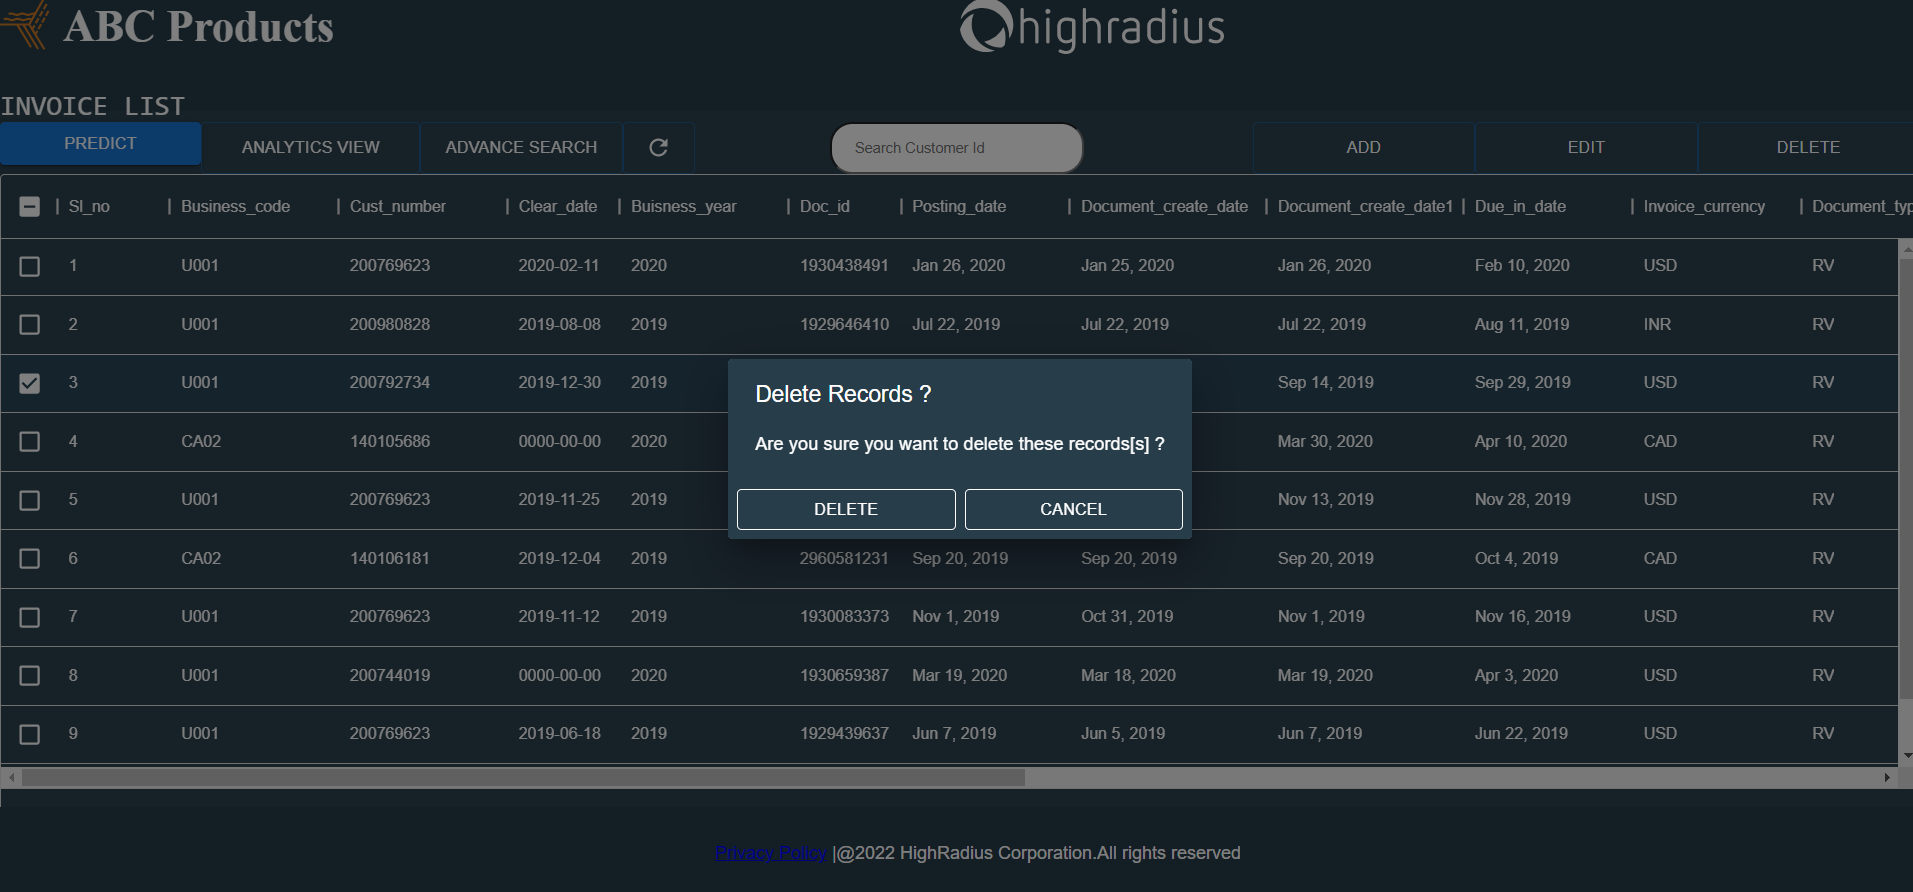 ABC Products
highradius
INVOICE LIST
PREDICT ANALYTICS VIEW ADVANCE SEARCH Search Customer Id ADD EDIT DELETE
Sl_no Business_code Cust_number Clear_date Buisness_year Doc_id Posting_date Document_create_date Document_create_date1 Due_in_date Invoice_currency Document_typ
1 U001 200769623 2020-02-11 2020 1930438491 Jan 26, 2020 Jan 25, 2020 Jan 26, 2020 Feb 10, 2020 USD RV
2 U001 200980828 2019-08-08 2019 1929646410 Jul 22, 2019 Jul 22, 2019 Jul 22, 2019 Aug 11, 2019 INR RV
3 U001 200792734 2019-12-30 2019 Sep 14, 2019 Sep 29, 2019 USD RV
4 CA02 140105686 0000-00-00 2020 Mar 30, 2020 Apr 10, 2020 CAD RV
5 U001 200769623 2019-11-25 2019 Nov 13, 2019 Nov 28, 2019 USD RV
6 CA02 140106181 2019-12-04 2019 2960581231 Sep 20, 2019 Sep 20, 2019 Sep 20, 2019 Oct 4, 2019 CAD RV
7 U001 200769623 2019-11-12 2019 1930083373 Nov 1, 2019 Oct 31, 2019 Nov 1, 2019 Nov 16, 2019 USD RV
8 U001 200744019 0000-00-00 2020 1930659387 Mar 19, 2020 Mar 18, 2020 Mar 19, 2020 Apr 3, 2020 USD RV
9 U001 200769623 2019-06-18 2019 1929439637 Jun 7, 2019 Jun 5, 2019 Jun 7, 2019 Jun 22, 2019 USD RV
Delete Records ?
Are you sure you want to delete these records[s] ?
DELETE CANCEL
Privacy Policy |@2022 HighRadius Corporation.All rights reserved